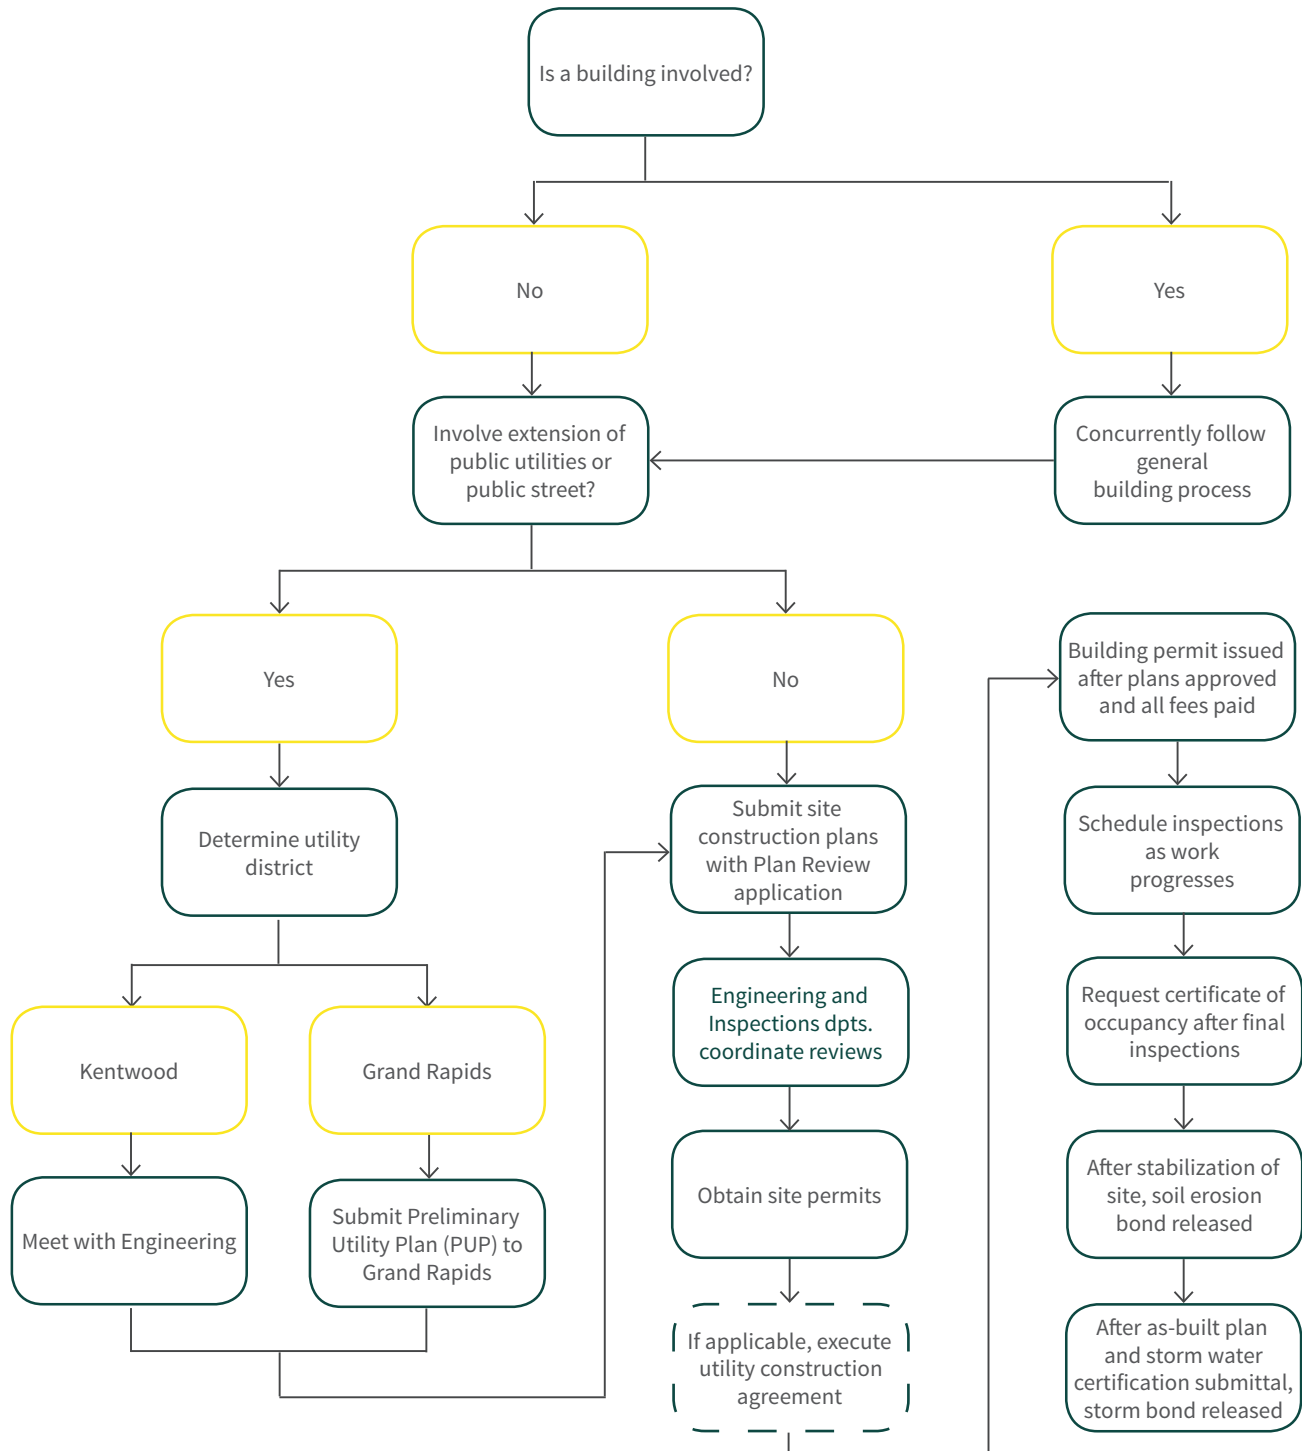 Is a building involved?
No
Yes
Involve extension of
public utilities or
public street?
Concurrently follow
general
building process
Yes
No
Determine utility
district
Kentwood
Grand Rapids
Meet with Engineering
Submit Preliminary
Utility Plan (PUP) to
Grand Rapids
Submit site
construction plans
with Plan Review
application
Engineering and
Inspections dpts.
coordinate reviews
Obtain site permits
If applicable, execute
utility construction
agreement
Building permit issued
after plans approved
and all fees paid
Schedule inspections
as work
progresses
Request certificate of
occupancy after final
inspections
After stabilization of
site, soil erosion
bond released
After as-built plan
and storm water
certification submittal,
storm bond released